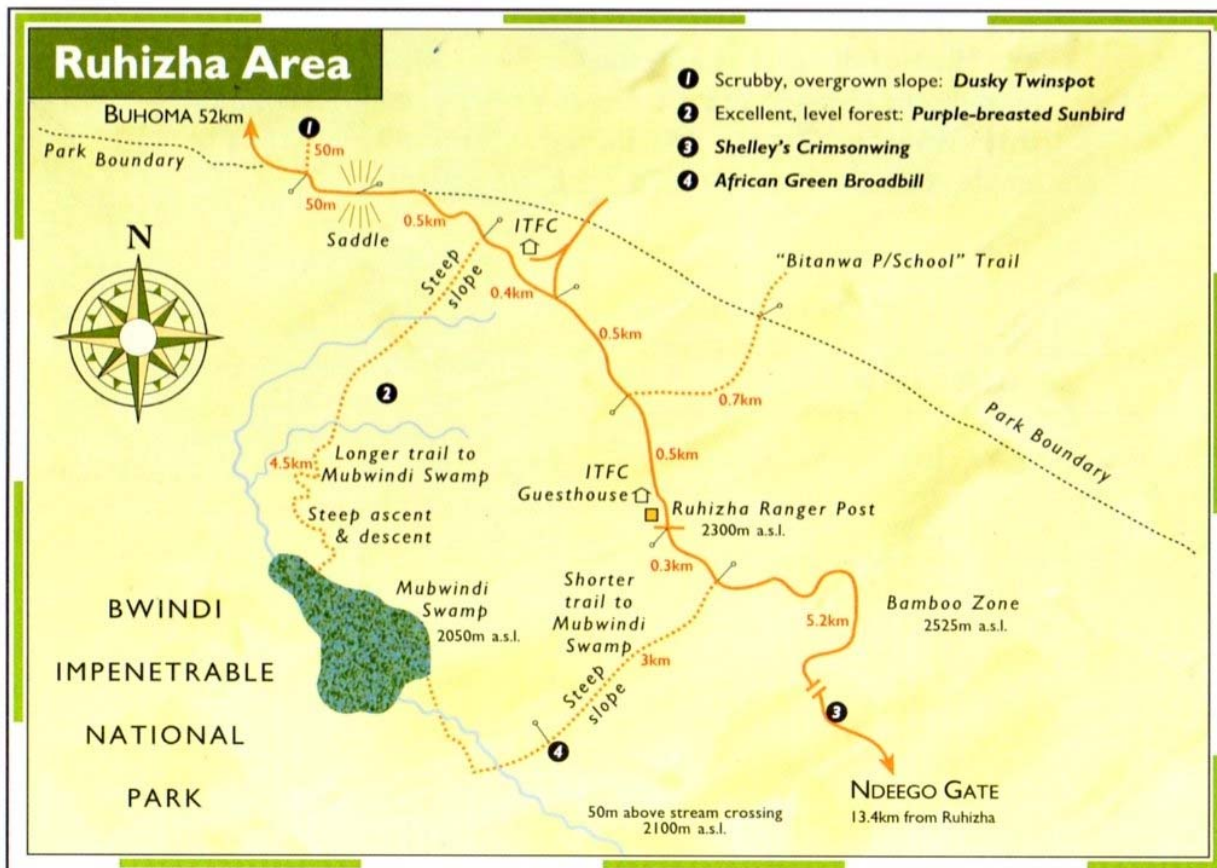 Ruhizha Area
❶ Scrubby, overgrown slope: Dusky Twinspot
❷ Excellent, level forest: Purple-breasted Sunbird
❸ Shelley's Crimsonwing
❹ African Green Broadbill
BUHOMA 52km
1
Park Boundary
50m
50m
Saddle
0.5km
ITFC
N
Steep
slope
0.4km
"Bitanwa P/School" Trail
0.5km
2
0.7km
Park Boundary
4.5km
Longer trail to
Mubwindi Swamp
0.5km
ITFC
Guesthouse
Steep ascent
& descent
Ruhizha Ranger Post
2300m a.s.l.
0.3km
Mubwindi
Swamp
2050m a.s.l.
Shorter
trail to
Mubwindi
Swamp
Bamboo Zone
2525m a.s.l.
5.2km
3km
Steep
slope
BWINDI
IMPENETRABLE
NATIONAL
PARK
3
4
NDEEGO GATE
13.4km from Ruhizha
50m above stream crossing
2100m a.s.l.